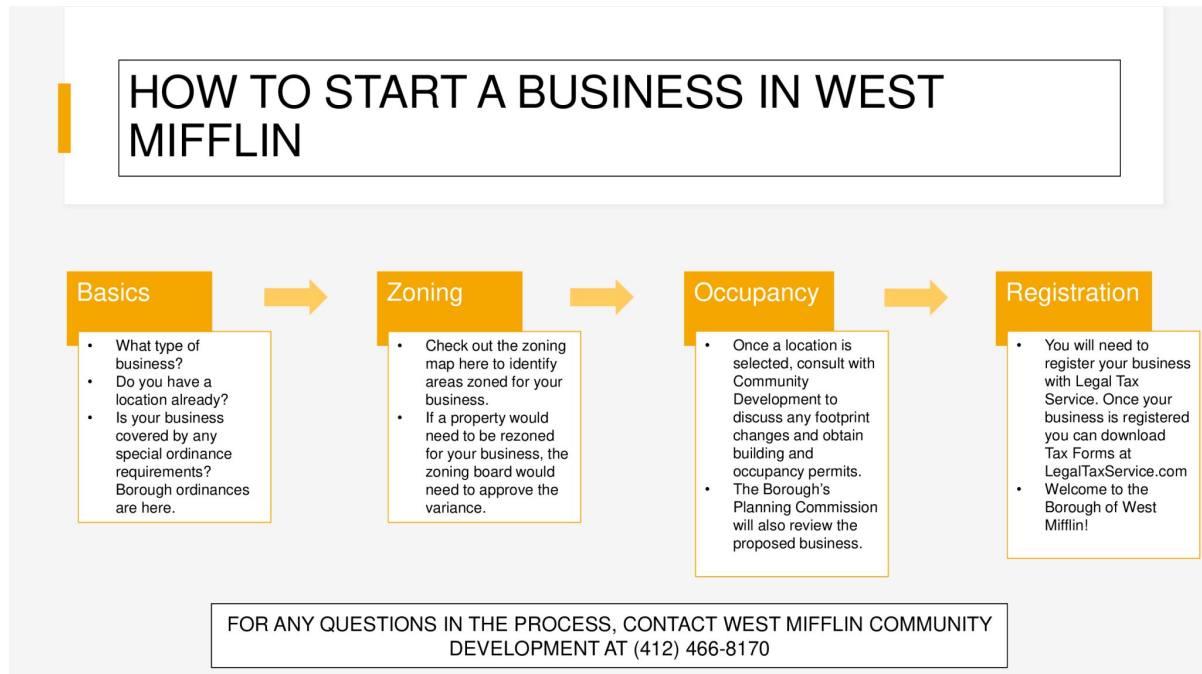 HOW TO START A BUSINESS IN WEST
MIFFLIN
Basics
• What type of
business?
• Do you have a
location already?
• Is your business
covered by any
special ordinance
requirements?
Borough ordinances
are here.
Zoning
• Check out the zoning
map here to identify
areas zoned for your
business.
• If a property would
need to be rezoned
for your business, the
zoning board would
need to approve the
variance.
Occupancy
• Once a location is
selected, consult with
Community
Development to
discuss any footprint
changes and obtain
building and
occupancy permits.
• The Borough's
Planning Commission
will also review the
proposed business.
Registration
• You will need to
register your business
with Legal Tax
Service. Once your
business is registered
you can download
Tax Forms at
LegalTaxService.com
• Welcome to the
Borough of West
Mifflin!
FOR ANY QUESTIONS IN THE PROCESS, CONTACT WEST MIFFLIN COMMUNITY
DEVELOPMENT AT (412) 466-8170